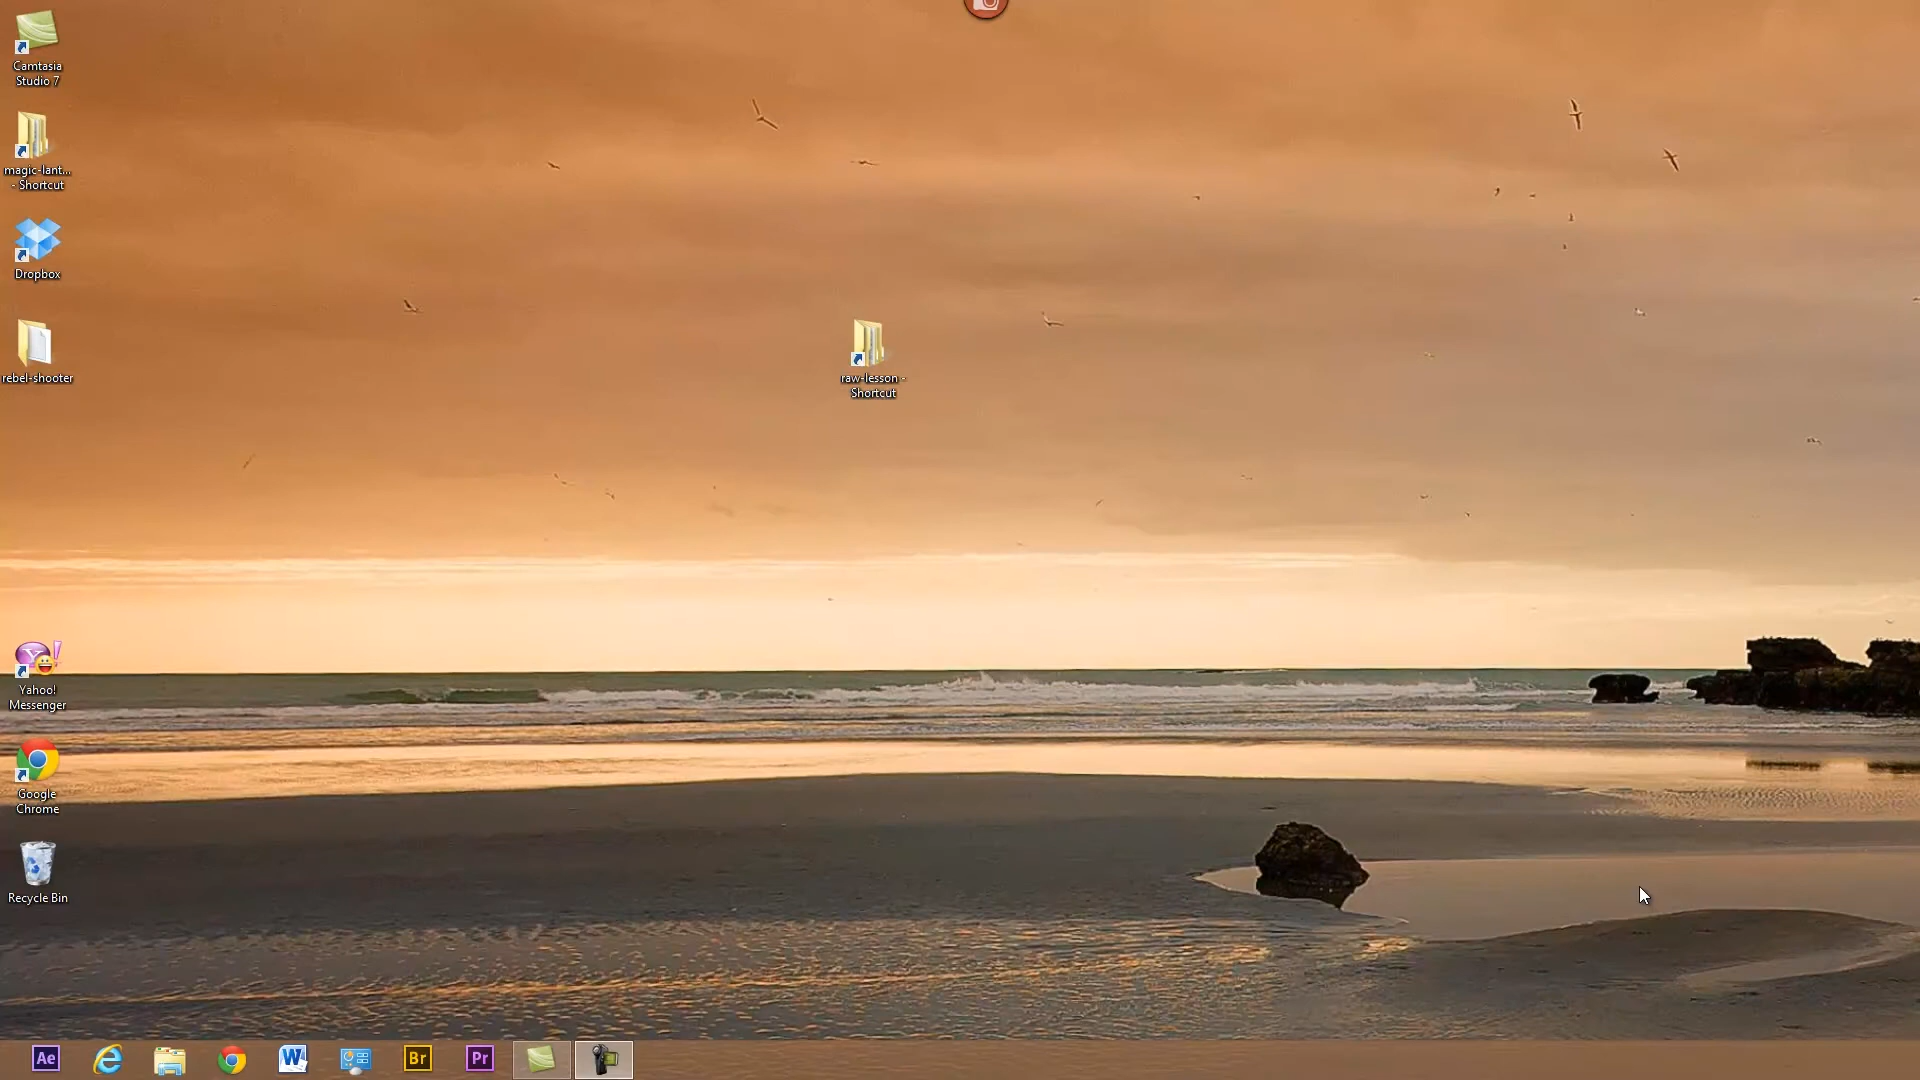 Camtasia
Studio 7
magic-lant...
- Shortcut
Dropbox
rebel-shooter
raw-lesson -
Shortcut
Yahoo!
Messenger
Google
Chrome
Recycle Bin
Ae
W
Br
Pr